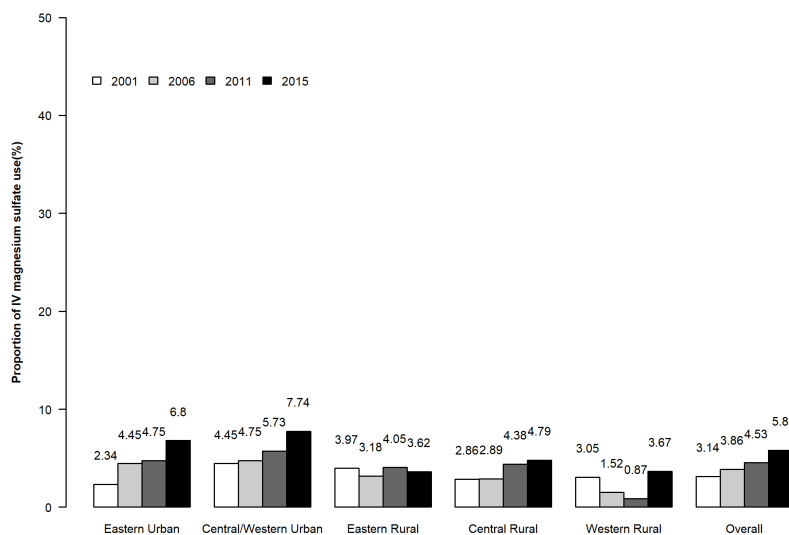 50
40
30
20
10
0
Proportion of IV magnesium sulfate use(%)
2001 2006 2011 2015
2.34 4.45 4.75 6.8
4.45 4.75 5.73 7.74
3.97 3.18 4.05 3.62
2.86 2.89 4.38 4.79
3.05 1.52 0.87 3.67
3.14 3.86 4.53 5.8
Eastern Urban Central/Western Urban Eastern Rural Central Rural Western Rural Overall